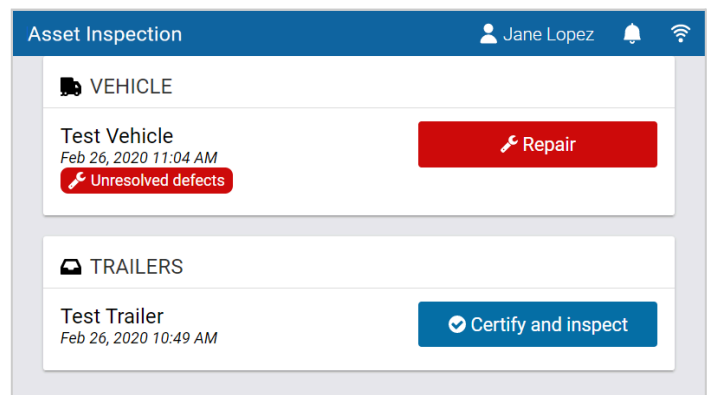 Asset Inspection Jane Lopez
VEHICLE
Test Vehicle
Feb 26, 2020 11:04 AM
Unresolved defects
Repair
TRAILERS
Test Trailer
Feb 26, 2020 10:49 AM
Certify and inspect